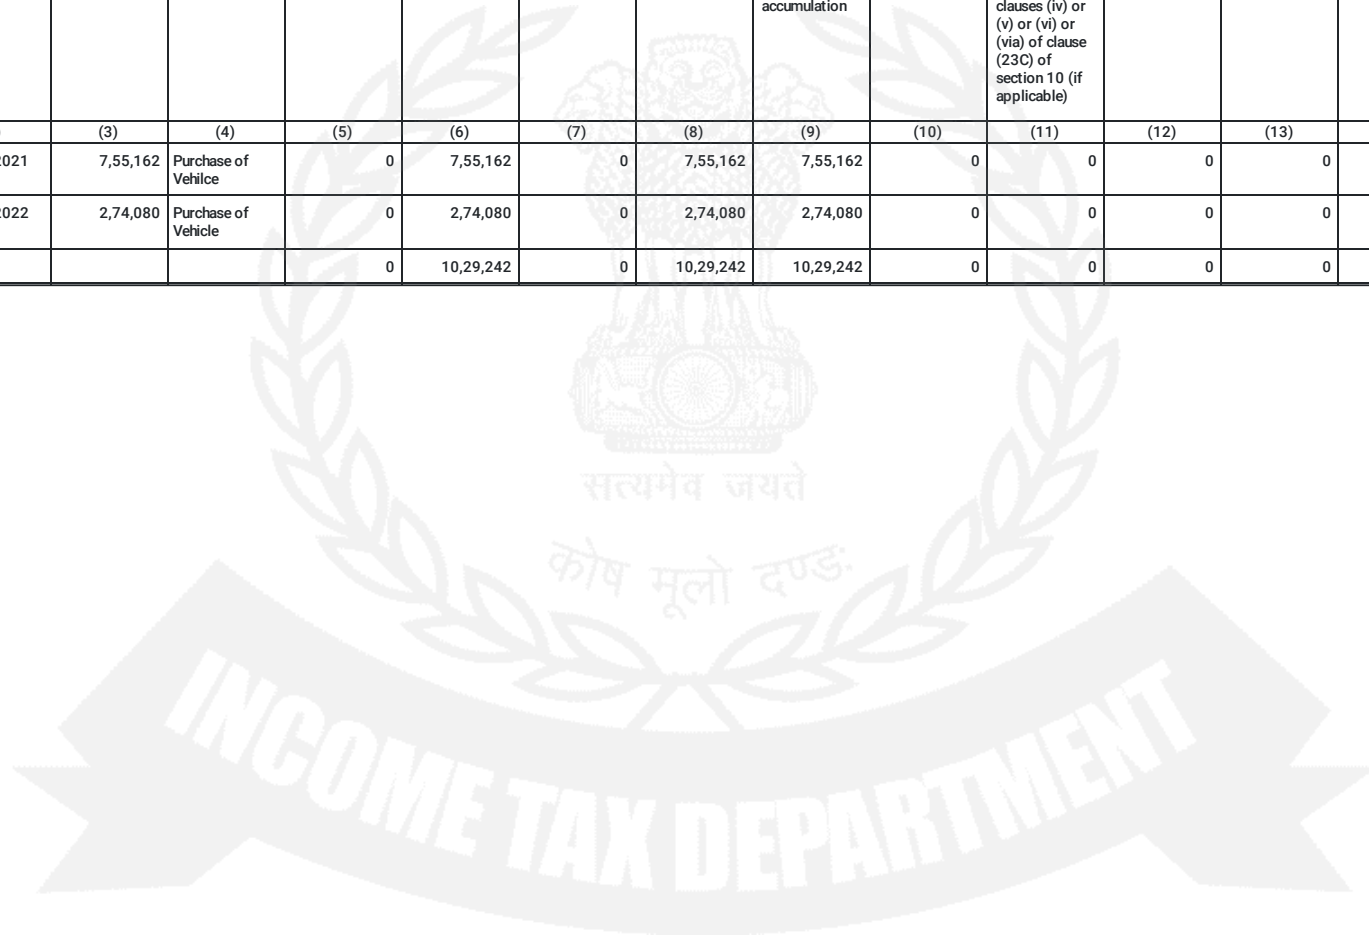 accumulation
clauses (iv) or
(v) or (vi) or
(via) of clause
(23C) of
section 10 (if
applicable)
(3) (4) (5) (6) (7) (8) (9) (10) (11) (12) (13)
2021 7,55,162 Purchase of 0 7,55,162 0 7,55,162 7,55,162 0 0 0 0
Vehilce
2022 2,74,080 Purchase of 0 2,74,080 0 2,74,080 2,74,080 0 0 0 0
Vehicle
0 10,29,242 0 10,29,242 10,29,242 0 0 0 0
सत्यमेव जयते
कोष मूलो दण्डः
INCOME TAX DEPARTMENT